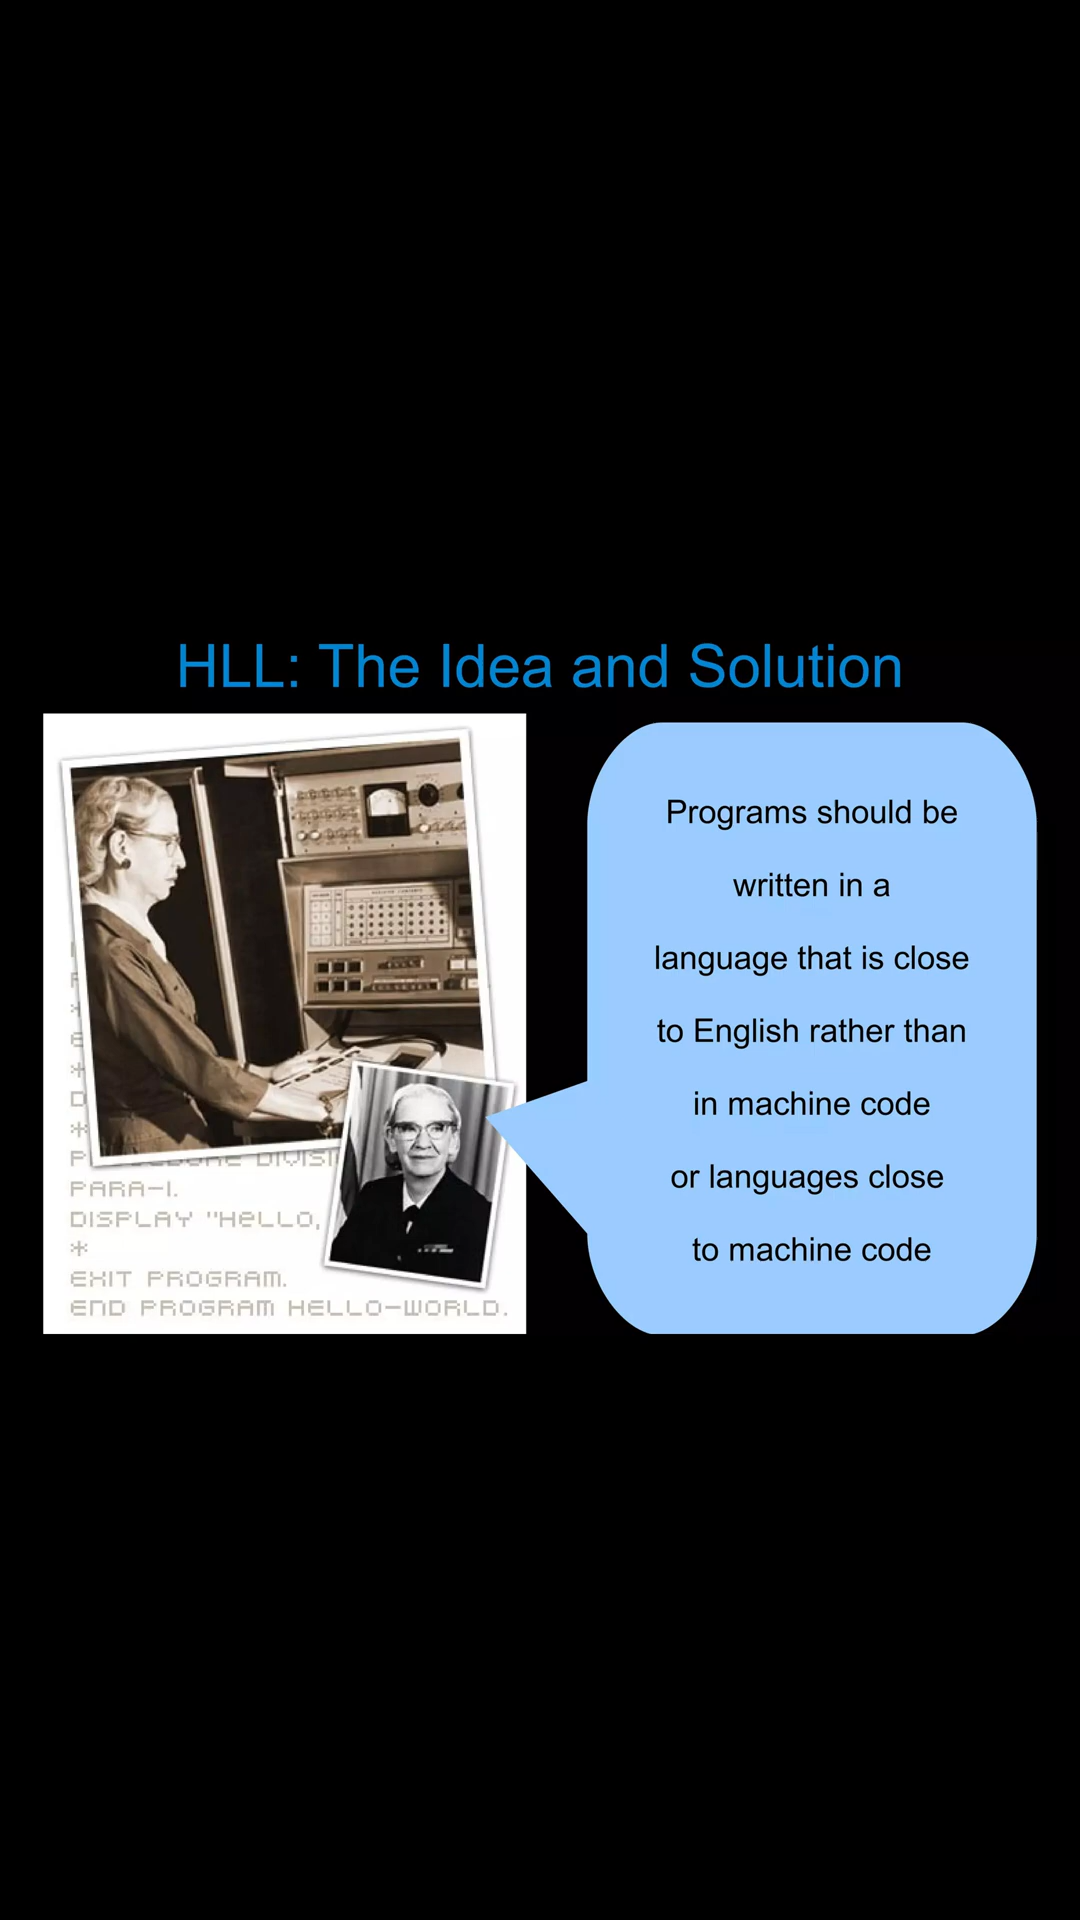 HLL: The Idea and Solution
Programs should be
written in a
language that is close
to English rather than
in machine code
or languages close
to machine code
PARA-1.
DISPLAY "HELLO,
*
EXIT PROGRAM.
END PROGRAM HELLO-WORLD.